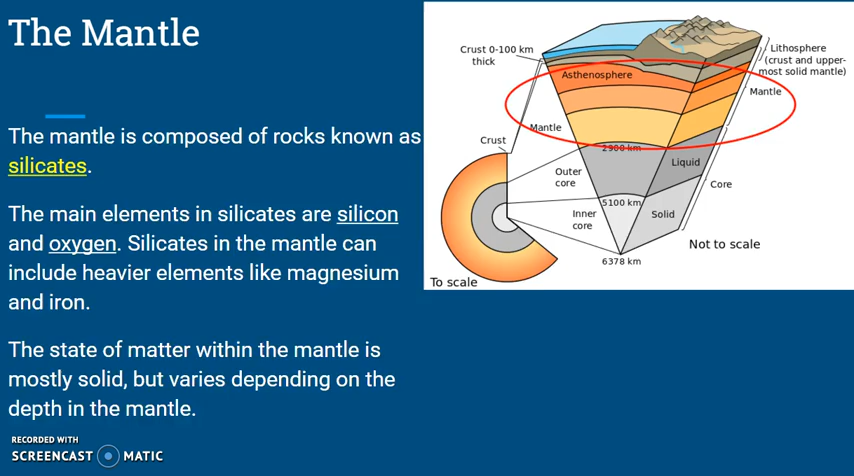 The Mantle
The mantle is composed of rocks known as
silicates.
The main elements in silicates are silicon
and oxygen. Silicates in the mantle can
include heavier elements like magnesium
and iron.
The state of matter within the mantle is
mostly solid, but varies depending on the
depth in the mantle.
RECORDED WITH
SCREENCAST MATIC
Crust 0-100 km
thick
Asthenosphere
Lithosphere
(crust and upper-
most solid mantle)
Mantle
Mantle
Crust
2900 km
Outer
core
Liquid
Core
5100 km
Inner
core
Solid
6378 km
Not to scale
To scale